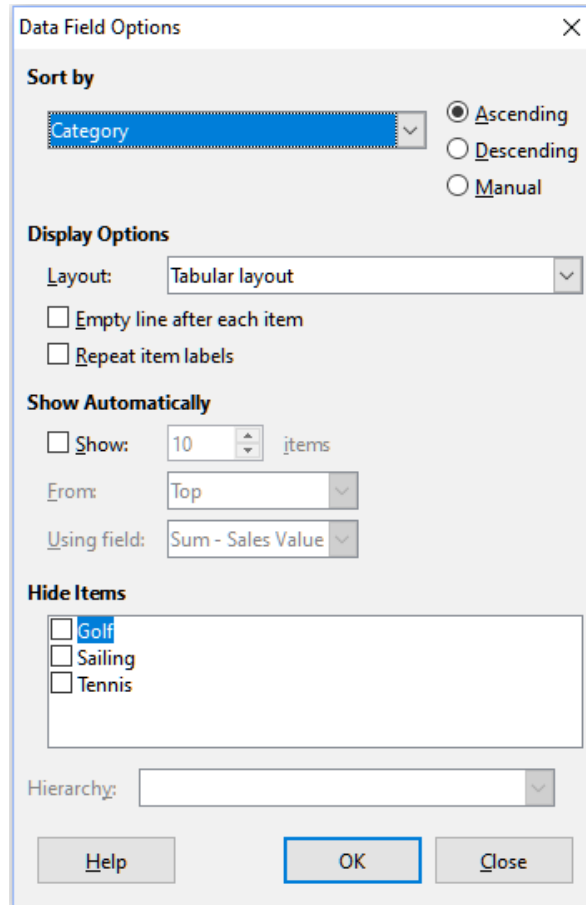 Data Field Options
Sort by
Category
Ascending
Descending
Manual
Display Options
Layout: Tabular layout
Empty line after each item
Repeat item labels
Show Automatically
Show: 10 items
From: Top
Using field: Sum - Sales Value
Hide Items
Golf
Sailing
Tennis
Hierarchy:
Help OK Close